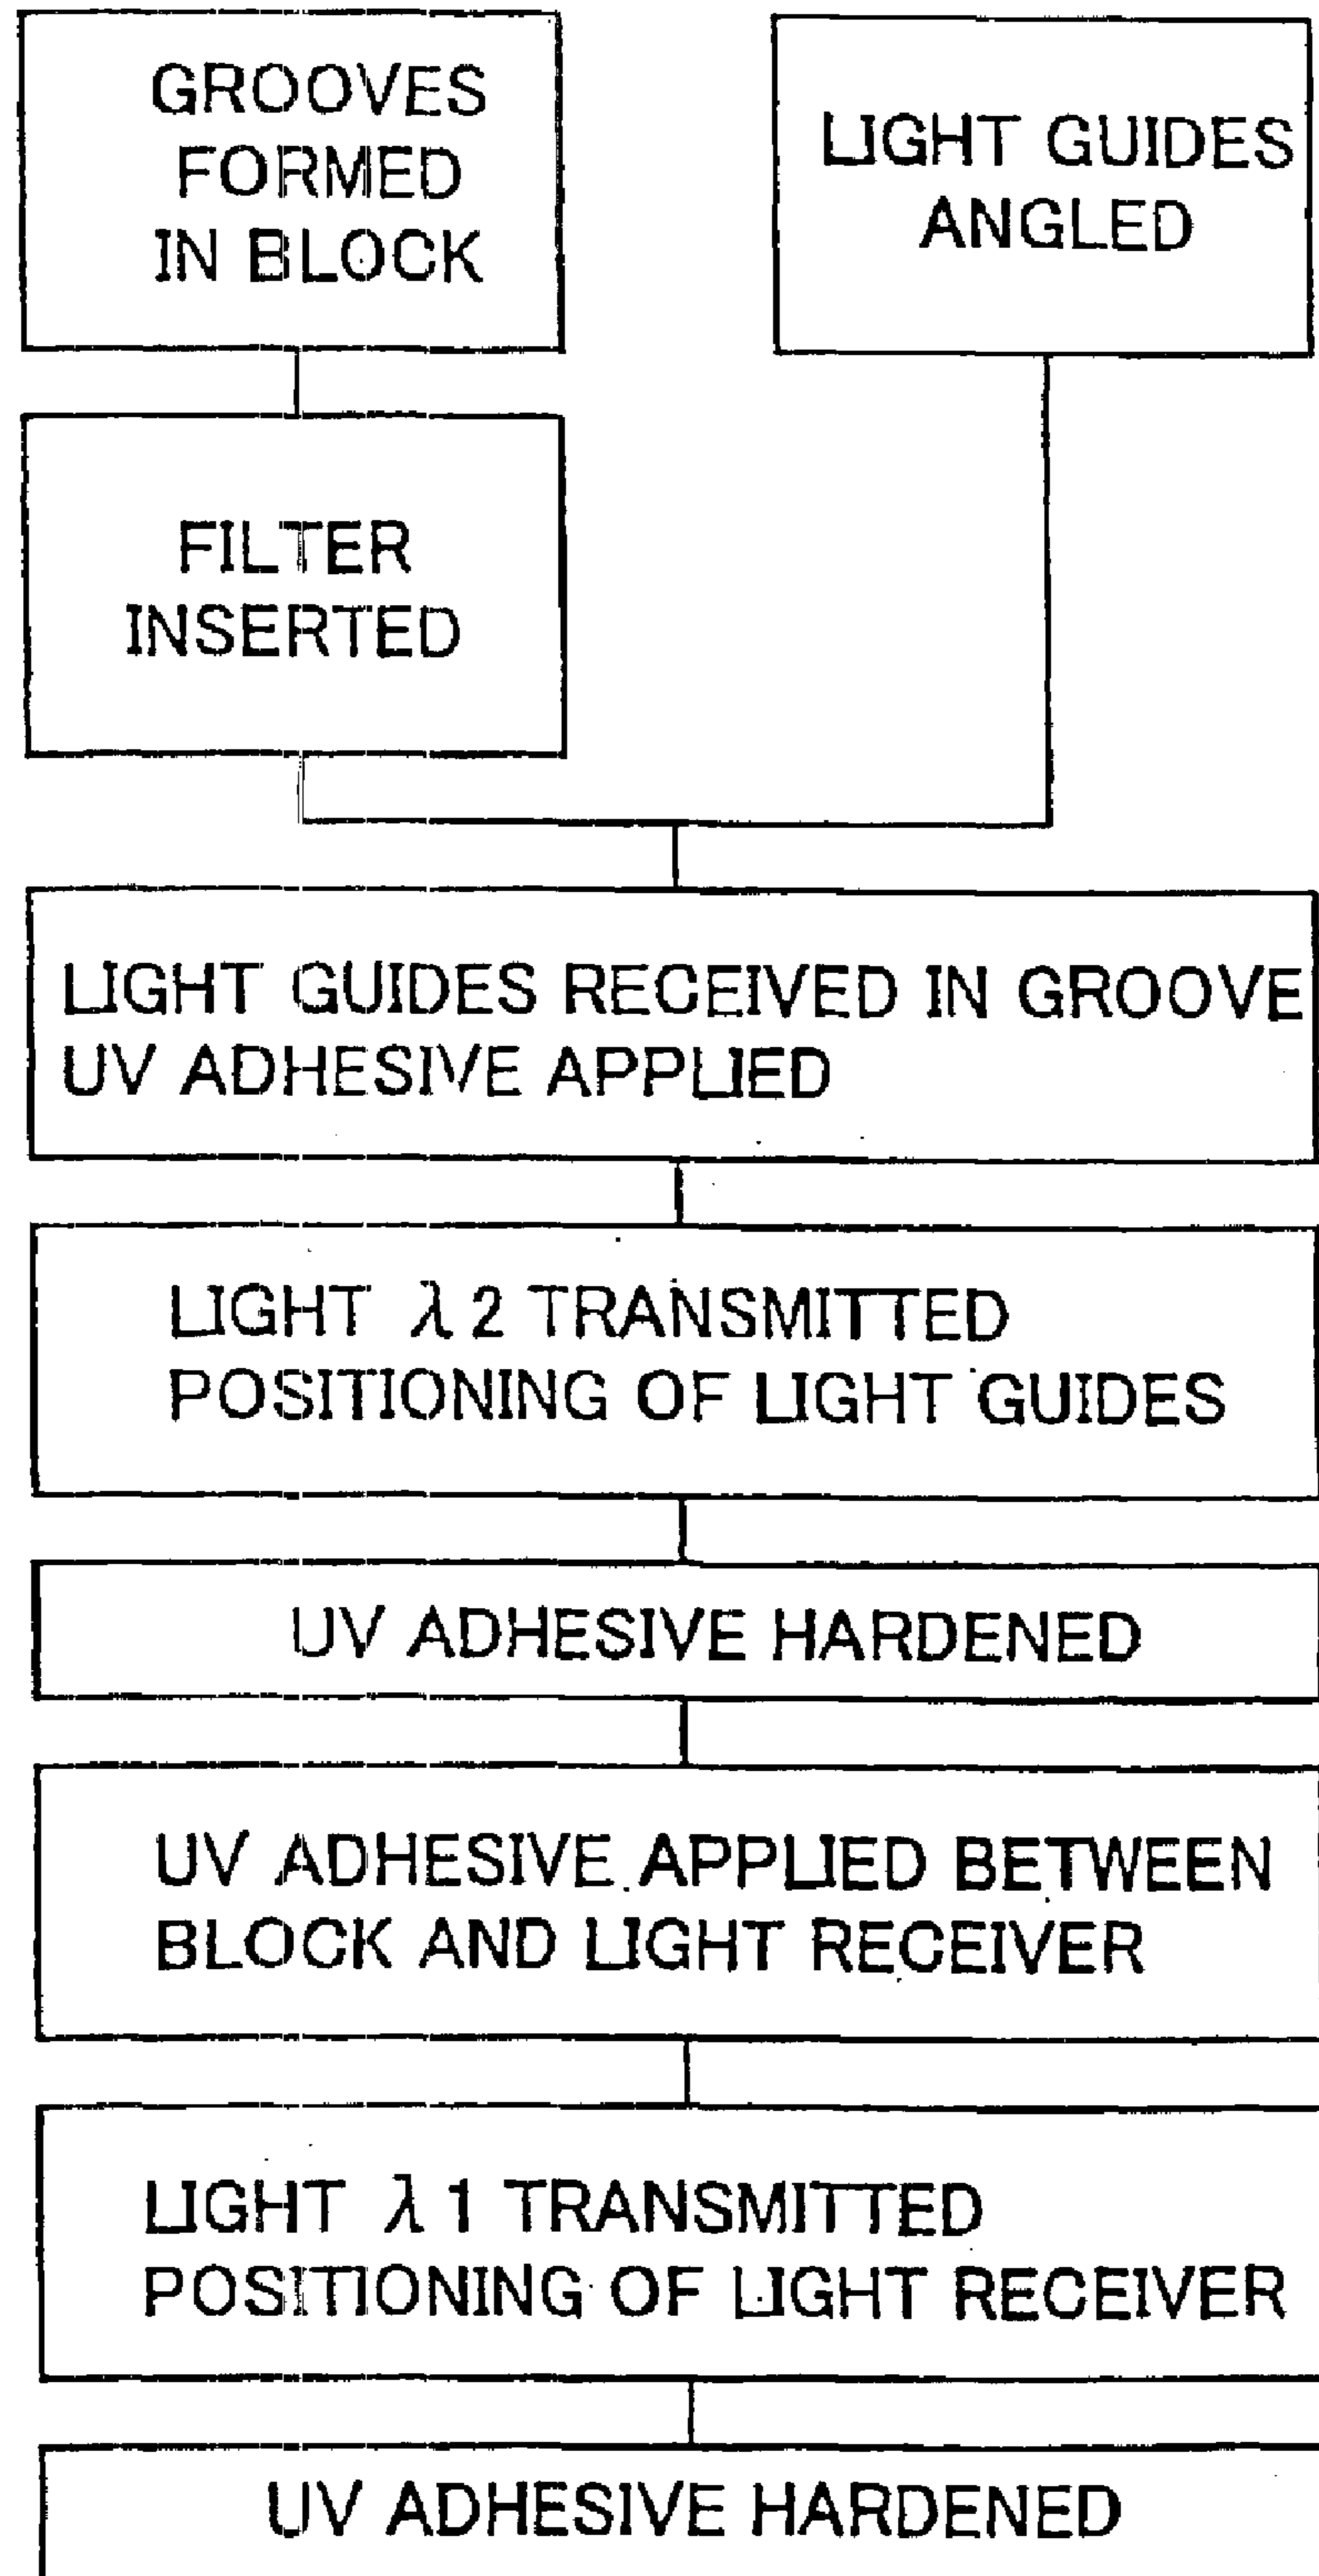 GROOVES
FORMED
IN BLOCK
LIGHT GUIDES
ANGLED
FILTER
INSERTED
LIGHT GUIDES RECEIVED IN GROOVE
UV ADHESIVE APPLIED
LIGHT λ2 TRANSMITTED
POSITIONING OF LIGHT GUIDES
UV ADHESIVE HARDENED
UV ADHESIVE APPLIED BETWEEN
BLOCK AND LIGHT RECEIVER
LIGHT λ1 TRANSMITTED
POSITIONING OF LIGHT RECEIVER
UV ADHESIVE HARDENED